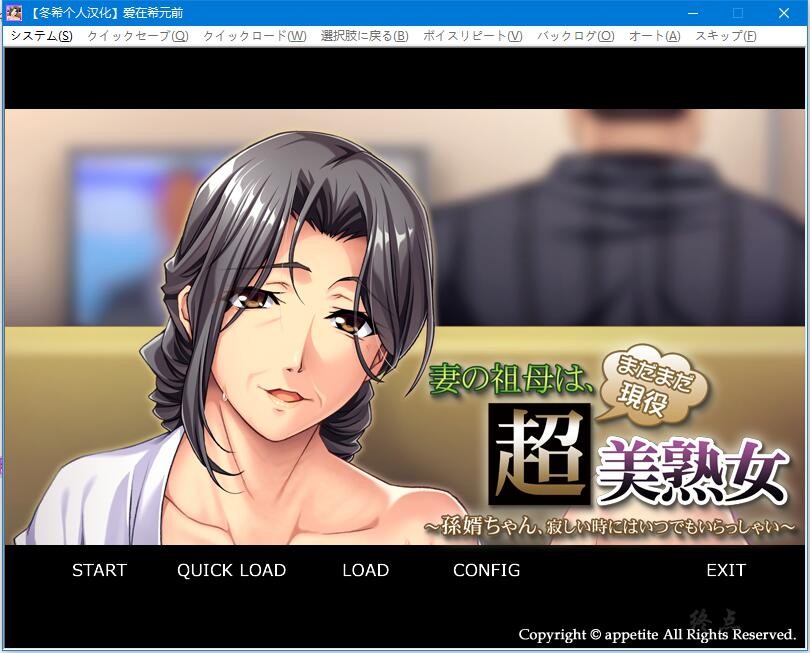 【冬希个人汉化】爱在希元前
システム(S) クイックセーブ(Q) クイックロード(W) 選択肢に戻る(B) ボイスリピート(V) バックログ(O) オート(A) スキップ(F)
妻の祖母は、
まだまだ
現役
超
美熟女
~孫婿ちゃん、寂しい時にはいつでもいらっしゃい~
START QUICK LOAD LOAD CONFIG EXIT
終点
Copyright © appetite All Rights Reserved.